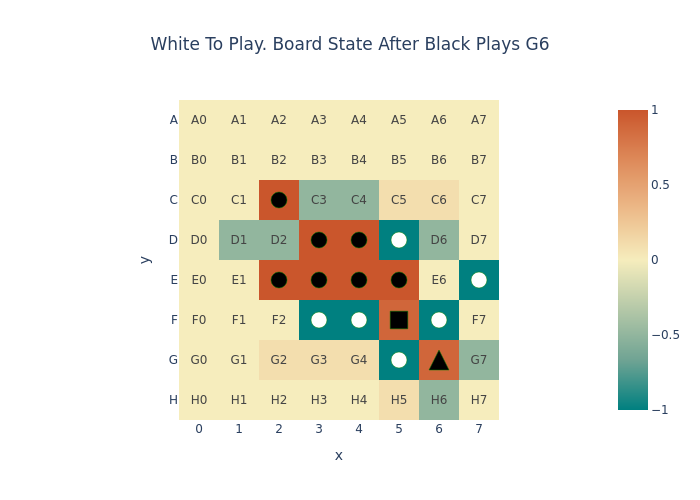 White To Play. Board State After Black Plays G6
A A0 A1 A2 A3 A4 A5 A6 A7
B B0 B1 B2 B3 B4 B5 B6 B7
C C0 C1 C3 C4 C5 C6 C7
D D0 D1 D2 D6 D7
E E0 E1 E6
F F0 F1 F2 F7
G G0 G1 G2 G3 G4 G7
H H0 H1 H2 H3 H4 H5 H6 H7
0 1 2 3 4 5 6 7
x
y
1
0.5
0
−0.5
−1